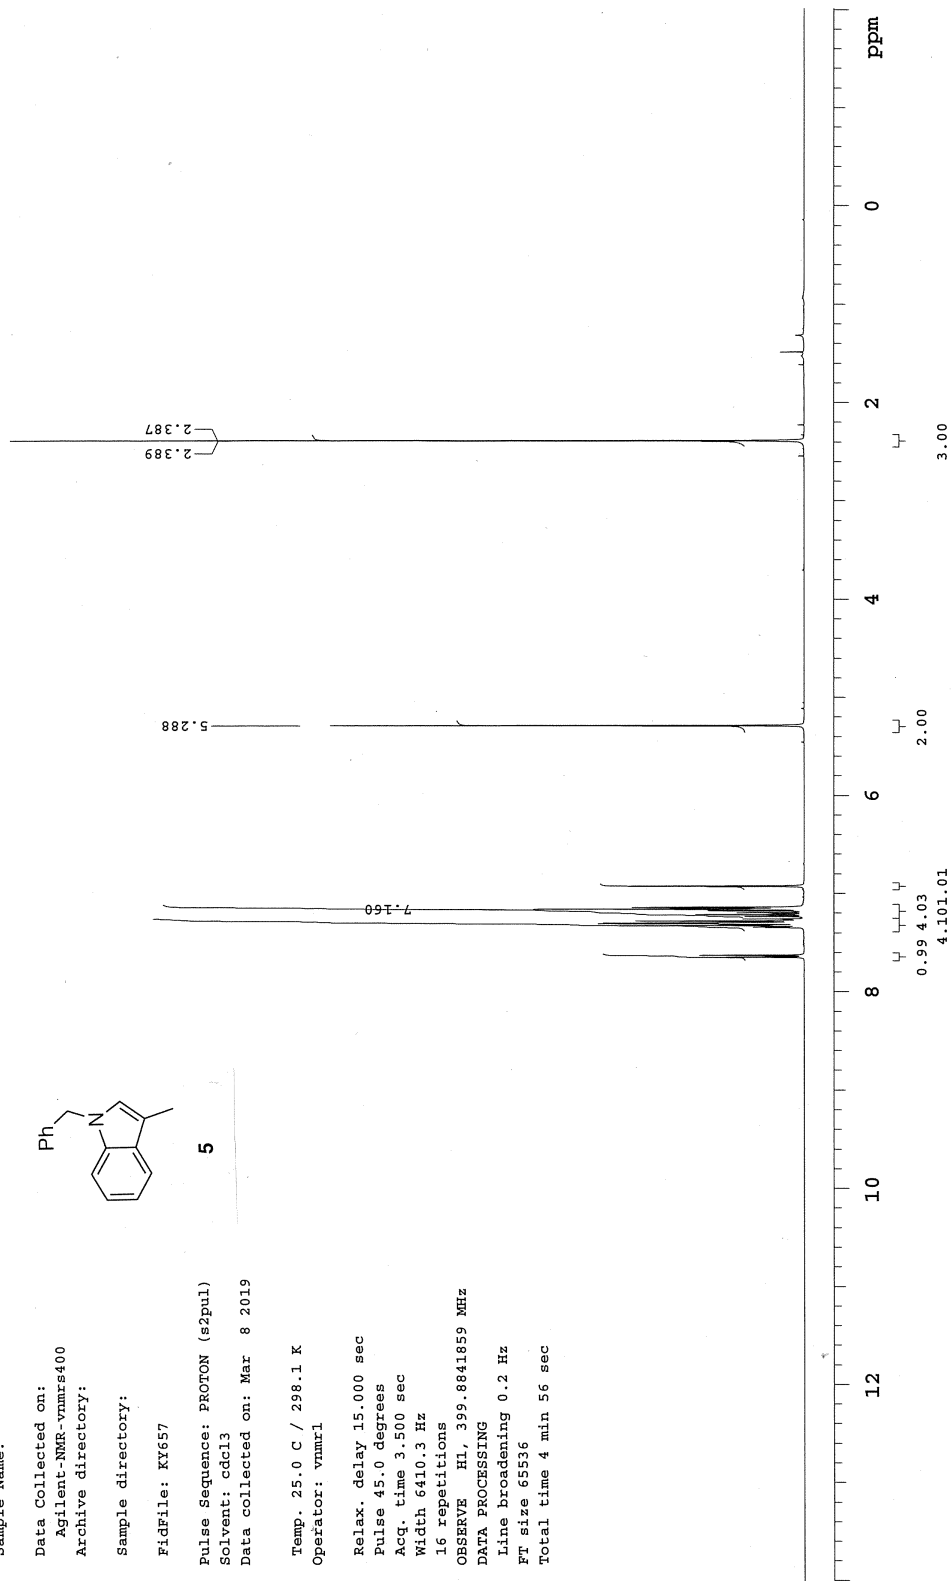 Sample Name:
Data Collected on:
Agilent-NMR-vnmrs400
Archive directory:
Sample directory:
FidFile: KY657
Pulse Sequence: PROTON (s2pul)
Solvent: cdcl3
Data collected on: Mar 8 2019
Temp. 25.0 C / 298.1 K
Operator: vnmr1
Relax. delay 15.000 sec
Pulse 45.0 degrees
Acq. time 3.500 sec
Width 6410.3 Hz
16 repetitions
OBSERVE H1, 399.8841859 MHz
DATA PROCESSING
Line broadening 0.2 Hz
FT size 65536
Total time 4 min 56 sec
Ph
N
5
7.160
5.288
2.389
2.387
12 10 8 6 4 2 0 ppm
0.99 4.03 2.00
4.10 1.01 3.00